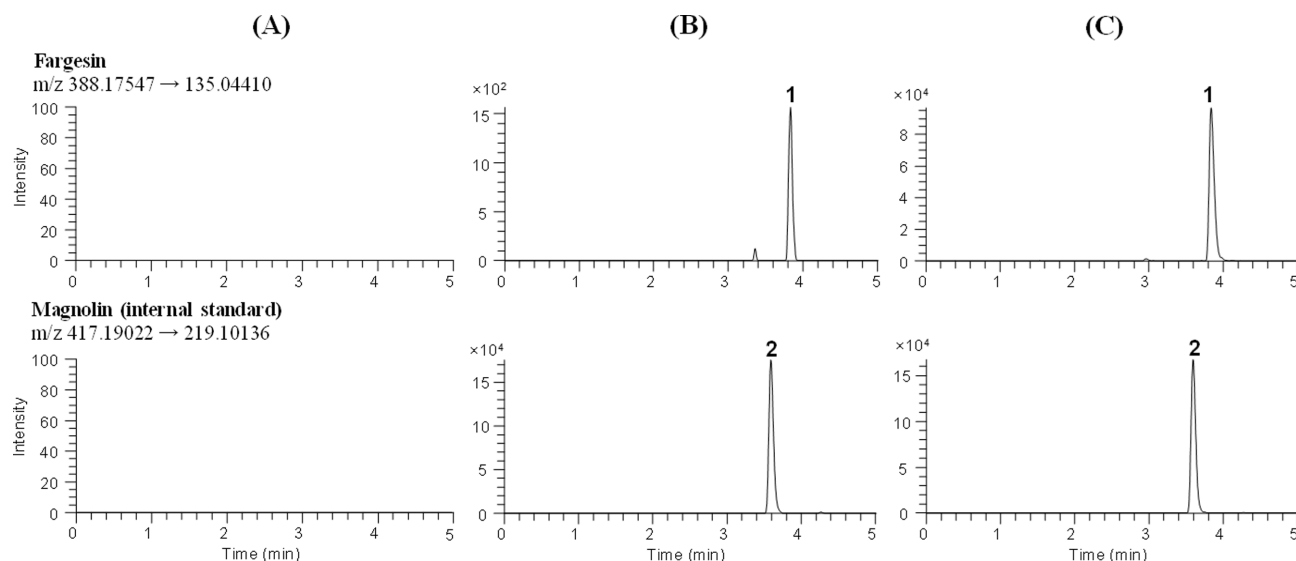 (A) (B) (C)
Fargesin
m/z 388.17547 → 135.04410
Intensity
100
80
60
40
20
0
0 1 2 3 4 5
×10²
15
10
5
0
0 1 2 3 4 5
1
×10⁴
8
6
4
2
0
0 1 2 3 4 5
1
Magnolin (internal standard)
m/z 417.19022 → 219.10136
Intensity
100
80
60
40
20
0
0 1 2 3 4 5
Time (min)
×10⁴
15
10
5
0
0 1 2 3 4 5
Time (min)
2
×10⁴
15
10
5
0
0 1 2 3 4 5
Time (min)
2